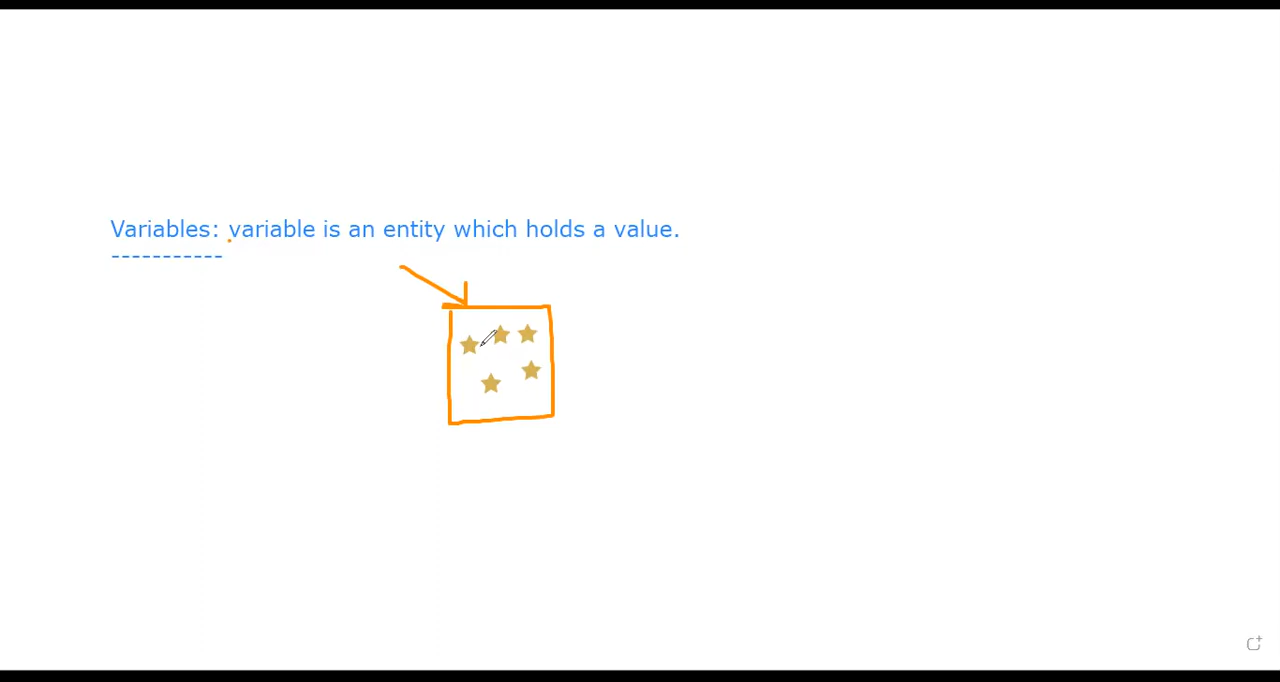 Variables: variable is an entity which holds a value.
-----------